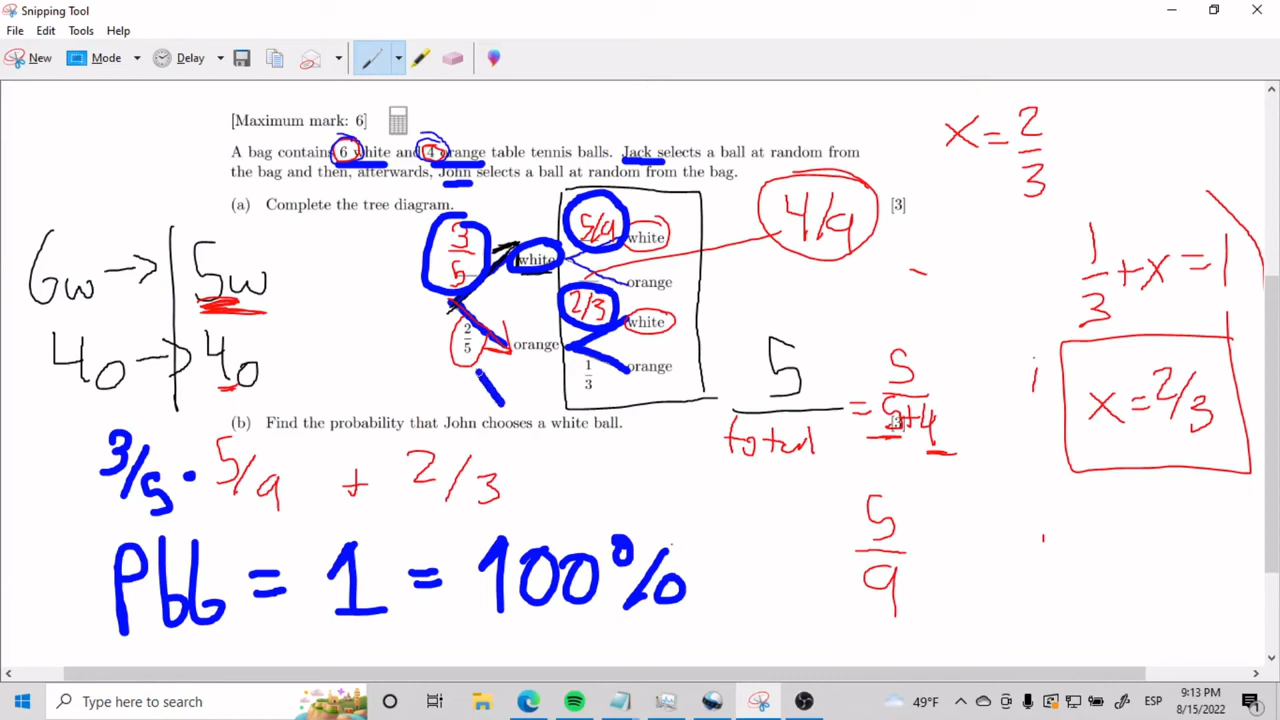 Snipping Tool
File Edit Tools Help
New Mode Delay
[Maximum mark: 6]
A bag contains 6 white and 4 orange table tennis balls. Jack selects a ball at random from
the bag and then, afterwards, John selects a ball at random from the bag.
(a) Complete the tree diagram. [3]
x = 2/3
4/9
3/5
5/9 white
white
orange
6w → 5w
1/3 + x = 1
2/3 white
2/5
orange
1/3 orange
4o → 4o
5/total = 5/5+4
x = 2/3
(b) Find the probability that John chooses a white ball. [3]
3/5 · 5/9 + 2/3
5/9
Pbb = 1 = 100%
Type here to search
49°F
ESP
9:13 PM
8/15/2022
1